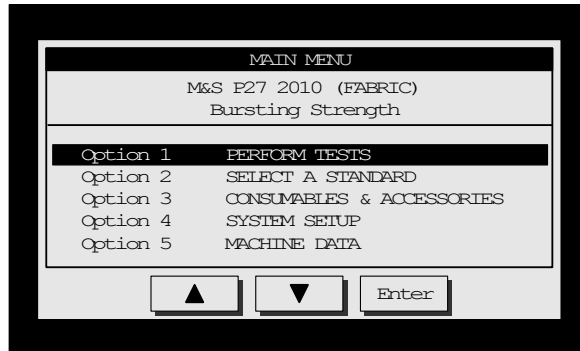 MAIN MENU
M&S P27 2010 (FABRIC)
Bursting Strength
Option 1 PERFORM TESTS
Option 2 SELECT A STANDARD
Option 3 CONSUMABLES & ACCESSORIES
Option 4 SYSTEM SETUP
Option 5 MACHINE DATA
▲ ▼ Enter